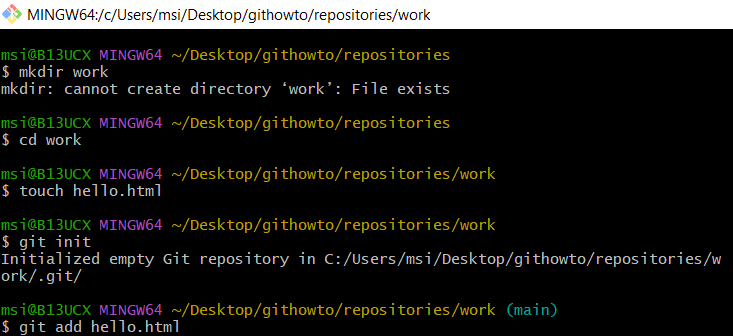 MINGW64:/c/Users/msi/Desktop/githowto/repositories/work
msi@B13UCX MINGW64 ~/Desktop/githowto/repositories
$ mkdir work
mkdir: cannot create directory ‘work’: File exists
msi@B13UCX MINGW64 ~/Desktop/githowto/repositories
$ cd work
msi@B13UCX MINGW64 ~/Desktop/githowto/repositories/work
$ touch hello.html
msi@B13UCX MINGW64 ~/Desktop/githowto/repositories/work
$ git init
Initialized empty Git repository in C:/Users/msi/Desktop/githowto/repositories/w
ork/.git/
msi@B13UCX MINGW64 ~/Desktop/githowto/repositories/work (main)
$ git add hello.html